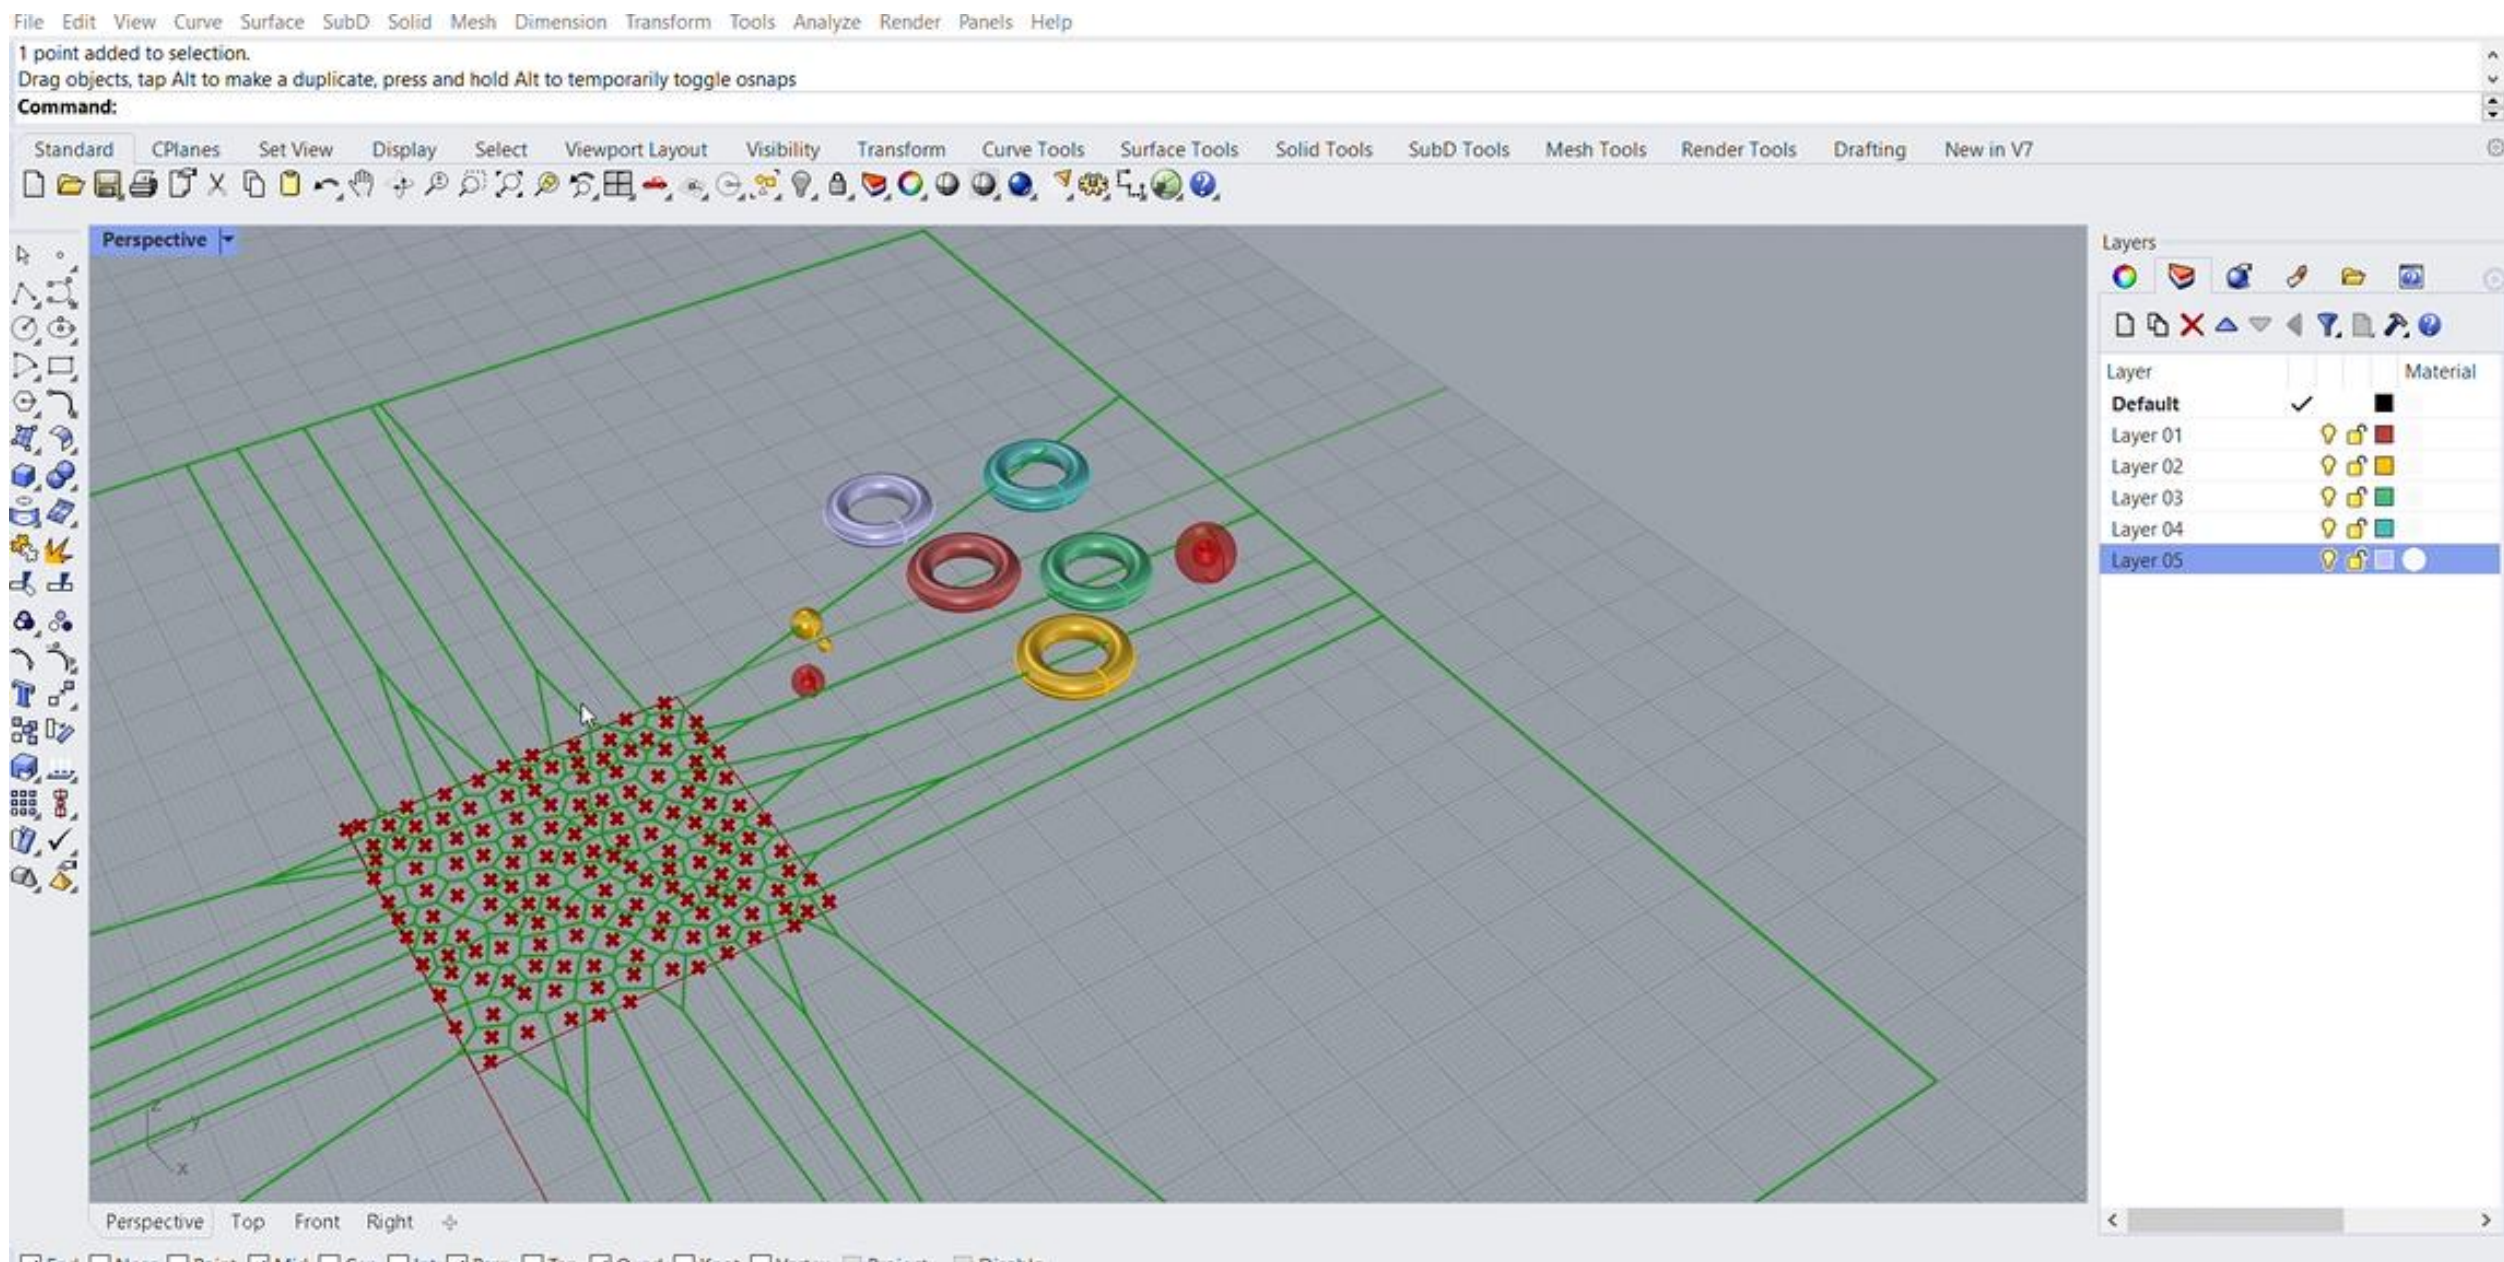 File Edit View Curve Surface SubD Solid Mesh Dimension Transform Tools Analyze Render Panels Help
1 point added to selection.
Drag objects, tap Alt to make a duplicate, press and hold Alt to temporarily toggle osnaps
Command:
Standard CPlanes Set View Display Select Viewport Layout Visibility Transform Curve Tools Surface Tools Solid Tools SubD Tools Mesh Tools Render Tools Drafting New in V7
Perspective
Layers
Layer Material
Default
Layer 01
Layer 02
Layer 03
Layer 04
Layer 05
z
y
x
Perspective Top Front Right